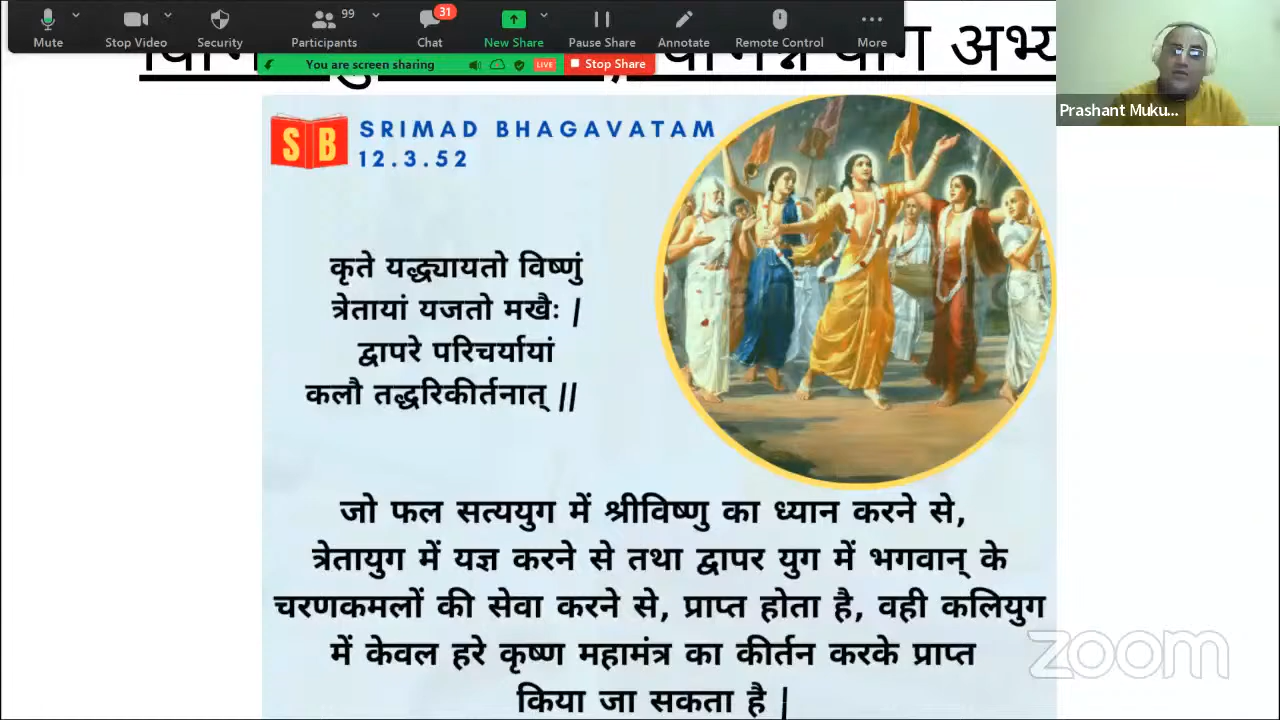 99
31
Mute
Stop Video
Security
Participants
Chat
New Share
Pause Share
Annotate
Remote Control
More
You are screen sharing
LIVE
Stop Share
Prashant Muku...
SB
SRIMAD BHAGAVATAM
12.3.52
कृते यद्ध्यायतो विष्णुं
त्रेतायां यजतो मखैः |
द्वापरे परिचर्यायां
कलौ तद्धरिकीर्तनात् ||
जो फल सत्ययुग में श्रीविष्णु का ध्यान करने से,
त्रेतायुग में यज्ञ करने से तथा द्वापर युग में भगवान् के
चरणकमलों की सेवा करने से, प्राप्त होता है, वही कलियुग
में केवल हरे कृष्ण महामंत्र का कीर्तन करके प्राप्त
किया जा सकता है |
zoom